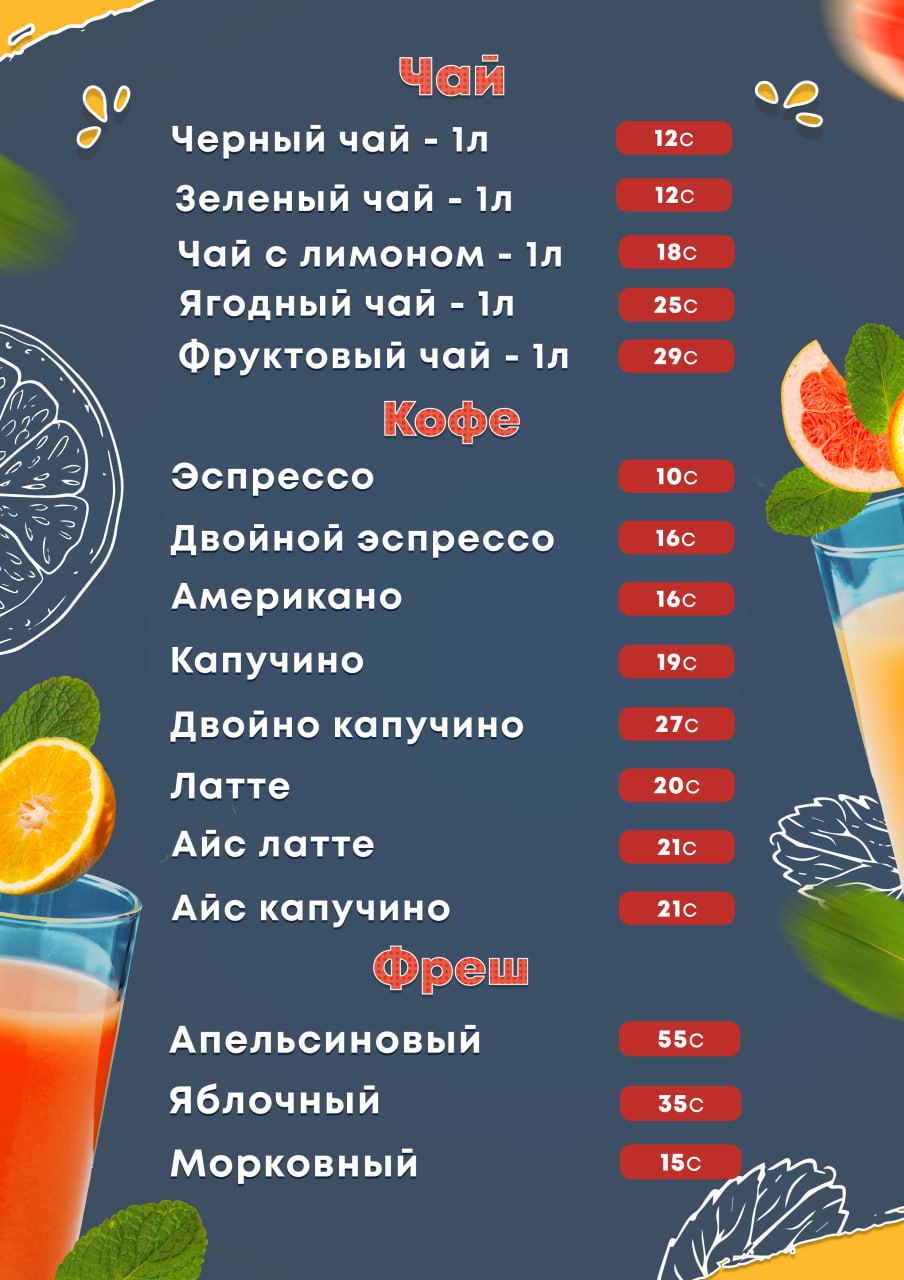 Чай
Черный чай - 1л 12с
Зеленый чай - 1л 12с
Чай с лимоном - 1л 18с
Ягодный чай - 1л 25с
Фруктовый чай - 1л 29с
Кофе
Эспрессо 10с
Двойной эспрессо 16с
Американо 16с
Капучино 19с
Двойно капучино 27с
Латте 20с
Айс латте 21с
Айс капучино 21с
Фреш
Апельсиновый 55с
Яблочный 35с
Морковный 15с